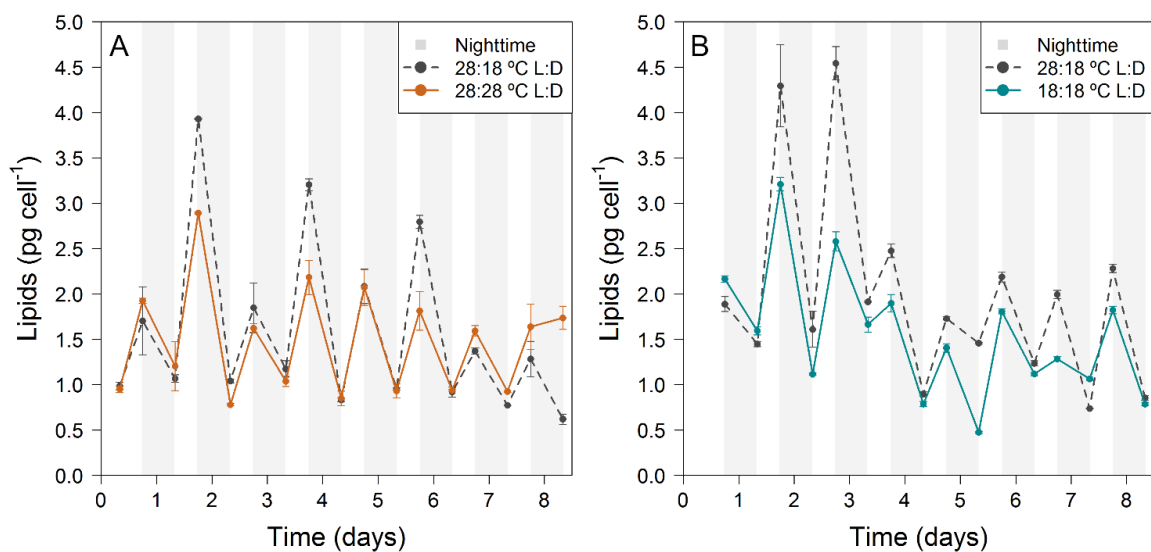 A
Nighttime
28:18 ºC L:D
28:28 ºC L:D
Lipids (pg cell⁻¹)
5.0
4.5
4.0
3.5
3.0
2.5
2.0
1.5
1.0
0.5
0.0
0 1 2 3 4 5 6 7 8
Time (days)
B
Nighttime
28:18 ºC L:D
18:18 ºC L:D
Lipids (pg cell⁻¹)
5.0
4.5
4.0
3.5
3.0
2.5
2.0
1.5
1.0
0.5
0.0
0 1 2 3 4 5 6 7 8
Time (days)